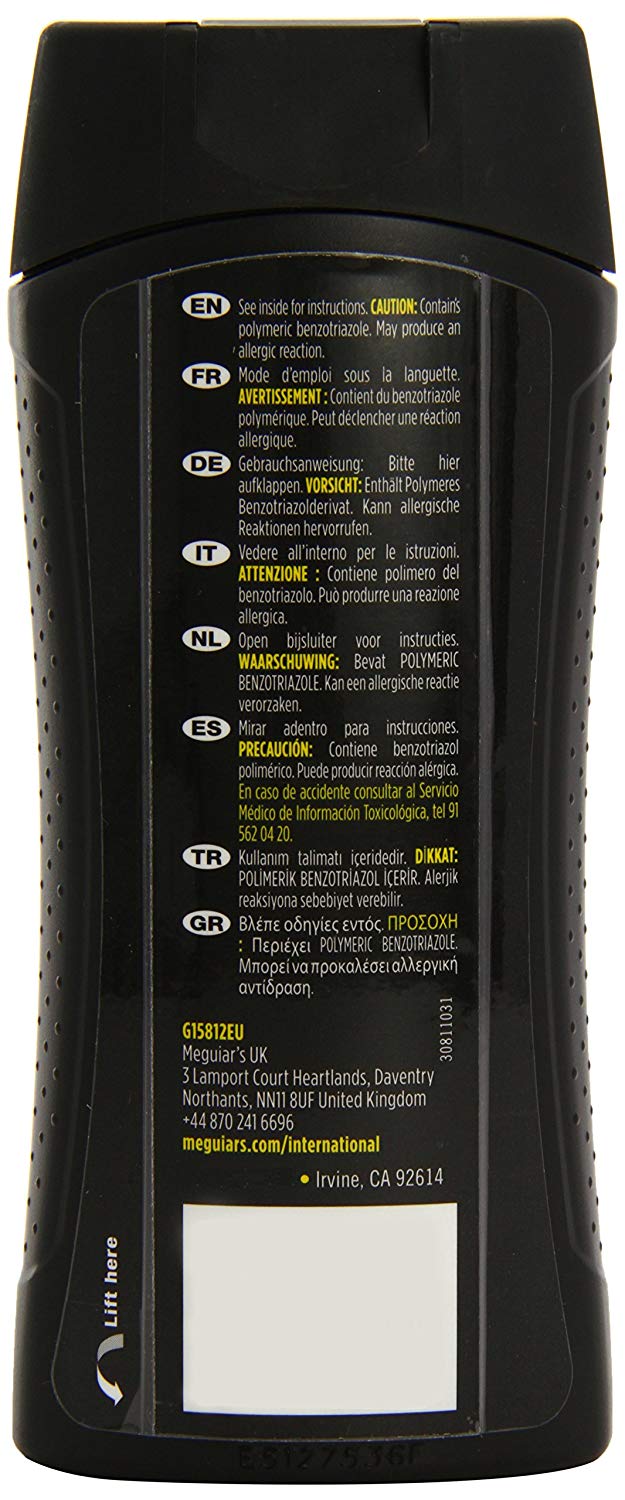 EN See inside for instructions. CAUTION: Contains
polymeric benzotriazole. May produce an
allergic reaction.
FR Mode d'emploi sous la languette.
AVERTISSEMENT : Contient du benzotriazole
polymérique. Peut déclencher une réaction
allergique.
DE Gebrauchsanweisung: Bitte hier
aufklappen. VORSICHT: Enthält Polymeres
Benzotriazolderivat. Kann allergische
Reaktionen hervorrufen.
IT Vedere all'interno per le istruzioni.
ATTENZIONE : Contiene polimero del
benzotriazolo. Può produrre una reazione
allergica.
NL Open bijsluiter voor instructies.
WAARSCHUWING: Bevat POLYMERIC
BENZOTRIAZOLE. Kan een allergische reactie
verorzaken.
ES Mirar adentro para instrucciones.
PRECAUCIÓN: Contiene benzotriazol
polimérico. Puede producir reacción alérgica.
En caso de accidente consultar al Servicio
Médico de Información Toxicológica, tel 91
562 04 20.
TR Kullanım talimatı içeridedir. DİKKAT:
POLİMERİK BENZOTRİAZOL İÇERİR. Alerjik
reaksiyona sebebiyet verebilir.
GR Βλέπε οδηγίες εντός. ΠΡΟΣΟΧΗ
: Περιέχει POLYMERIC BENZOTRIAZOLE.
Μπορεί να προκαλέσει αλλεργική
αντίδραση.
30811031
G15812EU
Meguiar's UK
3 Lamport Court Heartlands, Daventry
Northants, NN11 8UF United Kingdom
+44 870 241 6696
meguiars.com/international
• Irvine, CA 92614
Lift here